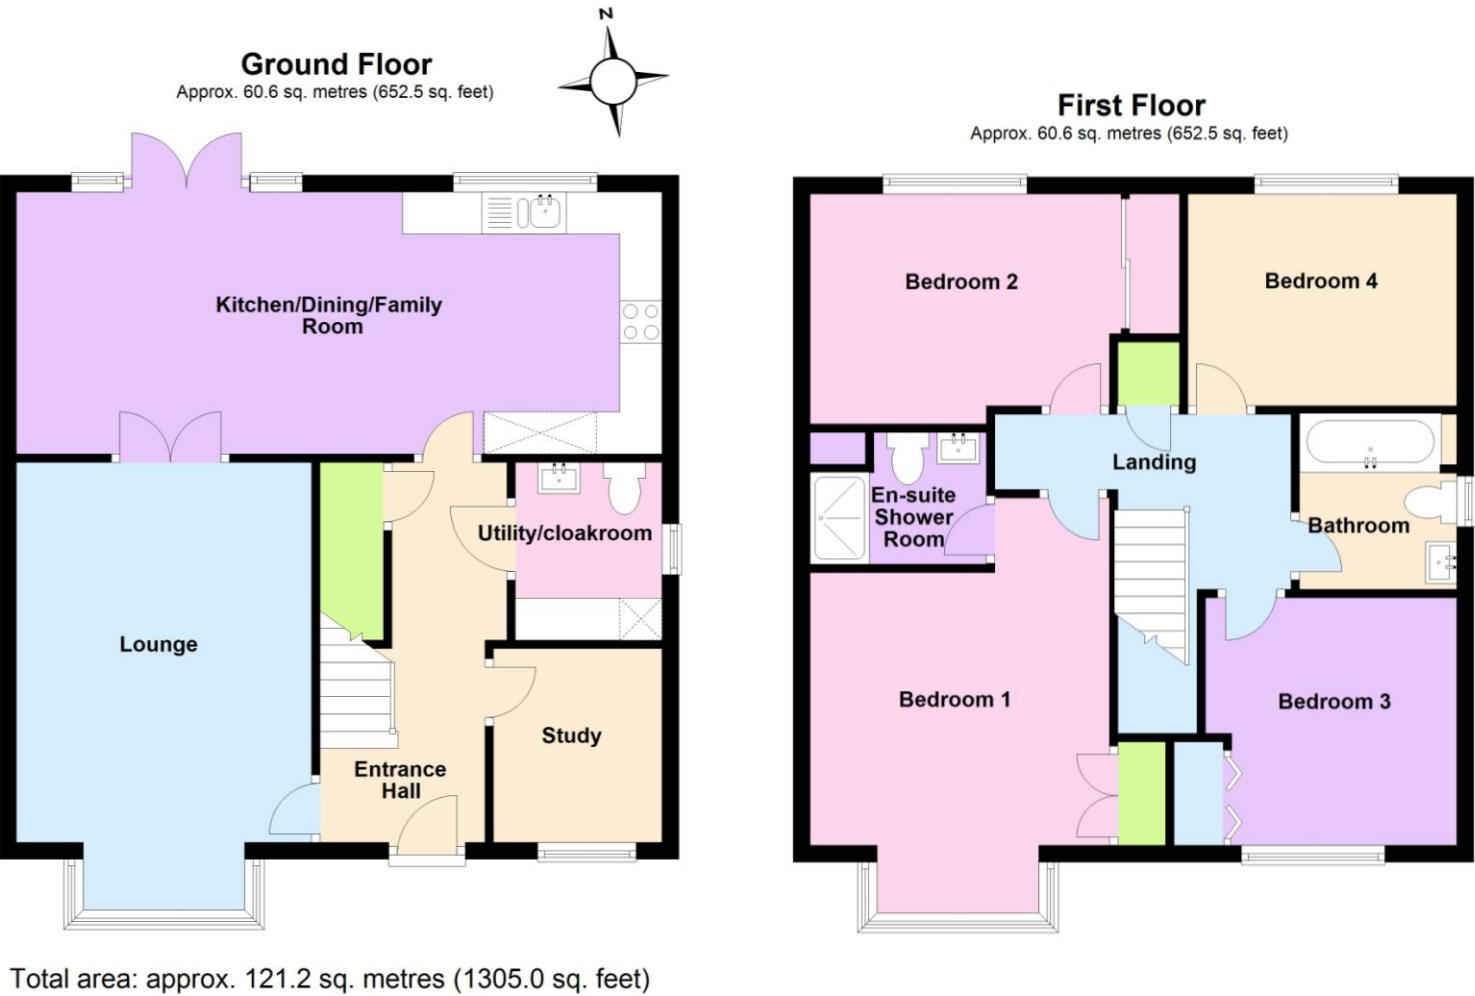 N
Ground Floor
Approx. 60.6 sq. metres (652.5 sq. feet)
Kitchen/Dining/Family
Room
Utility/cloakroom
Lounge
Study
Entrance
Hall
First Floor
Approx. 60.6 sq. metres (652.5 sq. feet)
Bedroom 2
Bedroom 4
Landing
En-suite
Shower
Room
Bathroom
Bedroom 1
Bedroom 3
Total area: approx. 121.2 sq. metres (1305.0 sq. feet)